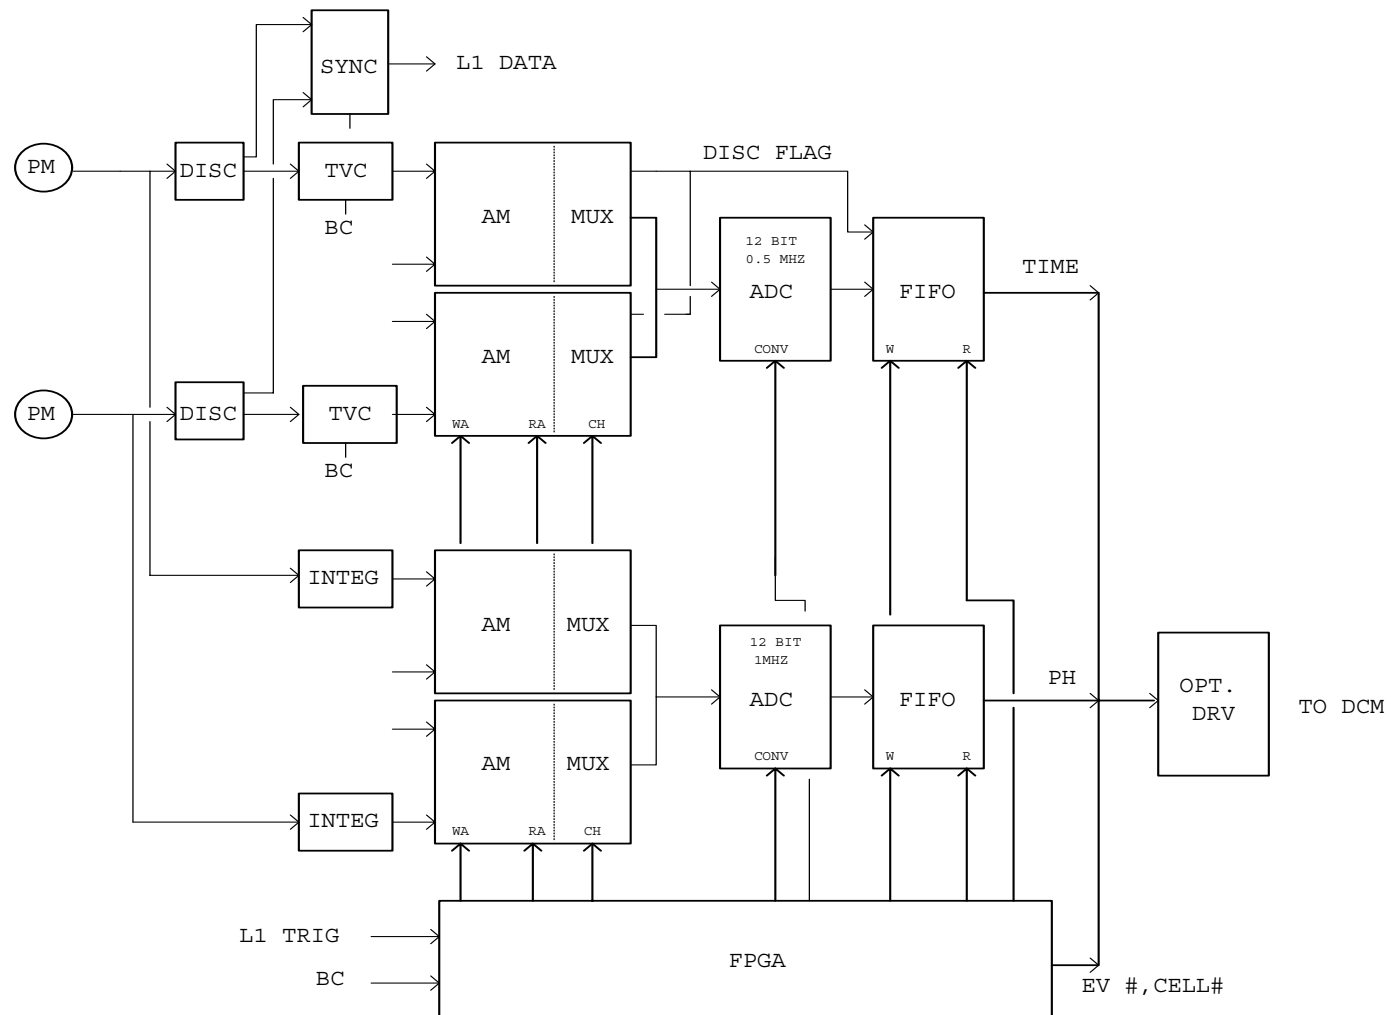 SYNC
L1 DATA
PM
DISC
TVC
BC
AM
MUX
DISC FLAG
12 BIT
0.5 MHZ
ADC
CONV
FIFO
W
R
TIME
AM
MUX
WA
RA
CH
PM
DISC
TVC
BC
INTEG
AM
MUX
12 BIT
1MHZ
ADC
CONV
FIFO
W
R
PH
OPT.
DRV
TO DCM
AM
MUX
WA
RA
CH
INTEG
L1 TRIG
BC
FPGA
EV #,CELL#